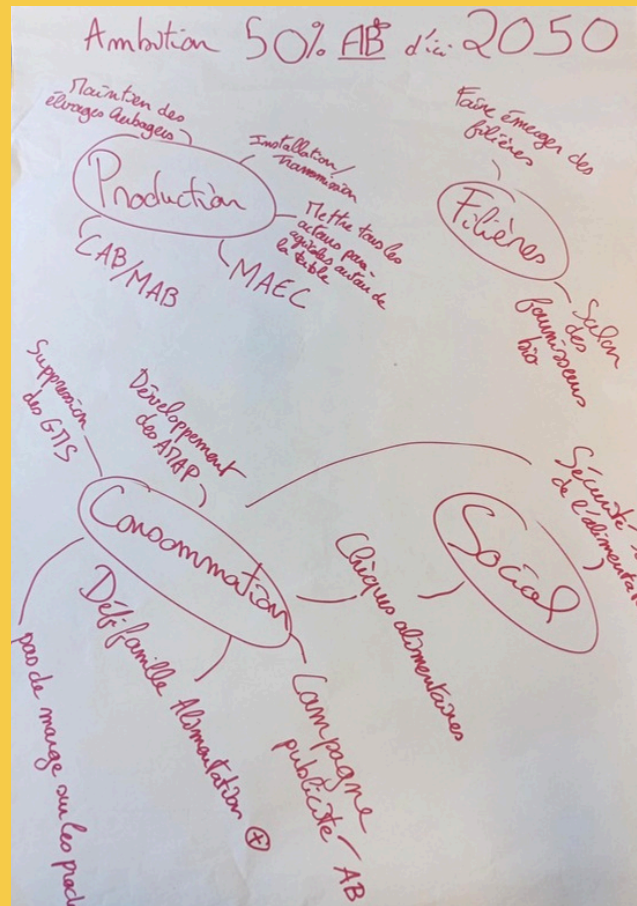 Ambition 50% AB d'ici 2050
Maintien des
élevages herbagers
Installation/
Transmission
Production
Mettre tous les
acteurs para-
agricoles autour de
la table
CAB/MAB
MAEC
Faire émerger des
filières
Filières
Salon
des
fournisseurs
bio
Suppression
des GMS
Développement
des AMAP
Consommation
Défi famille Alimentation +
pas de marge sur les
Campagne
publicité AB
Chèques alimentaires
Social
Sécurité
de l'